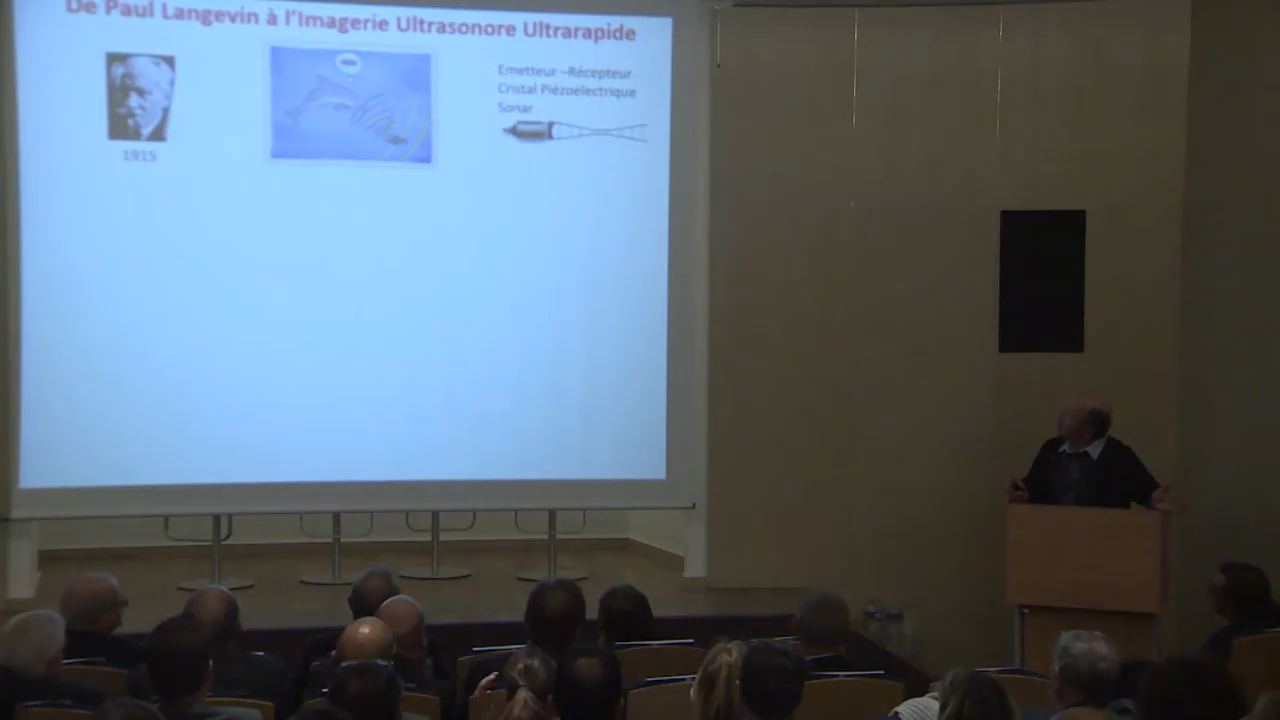 De Paul Langevin à l'Imagerie Ultrasonore Ultrarapide
1915
Emetteur –Récepteur
Cristal Piézoélectrique
Sonar